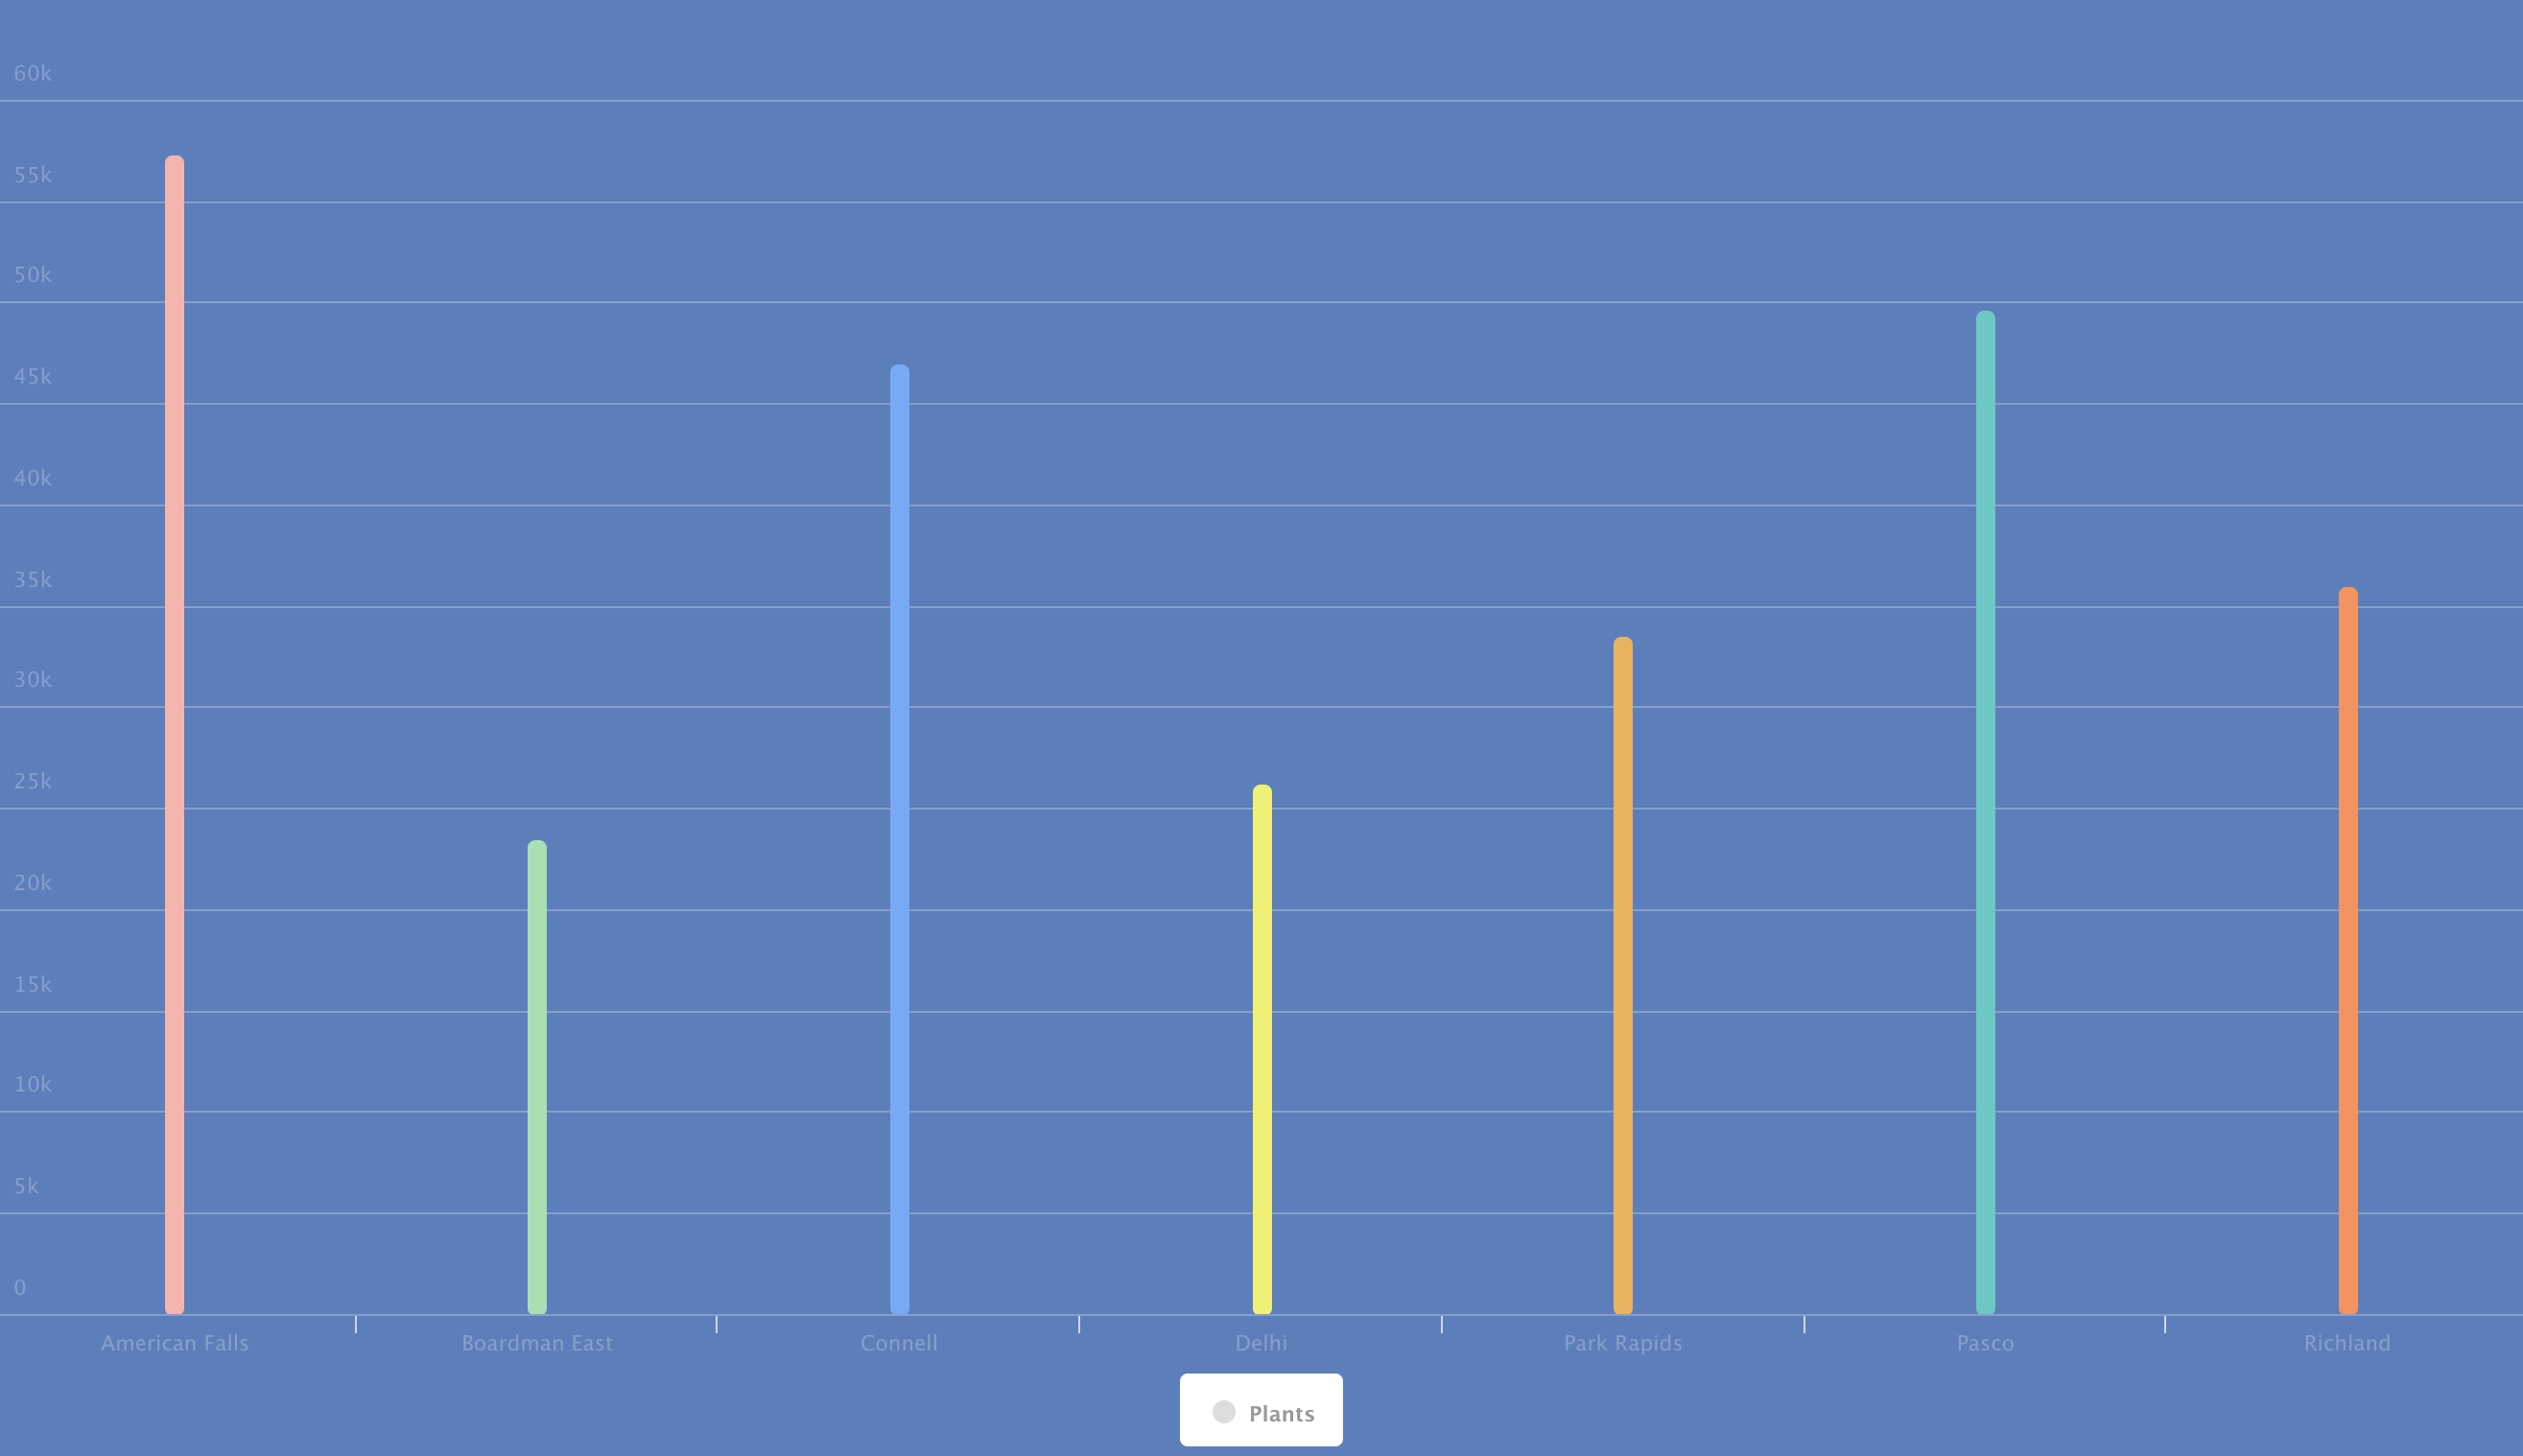 60k
55k
50k
45k
40k
35k
30k
25k
20k
15k
10k
5k
0
American Falls
Boardman East
Connell
Delhi
Park Rapids
Pasco
Richland
Plants